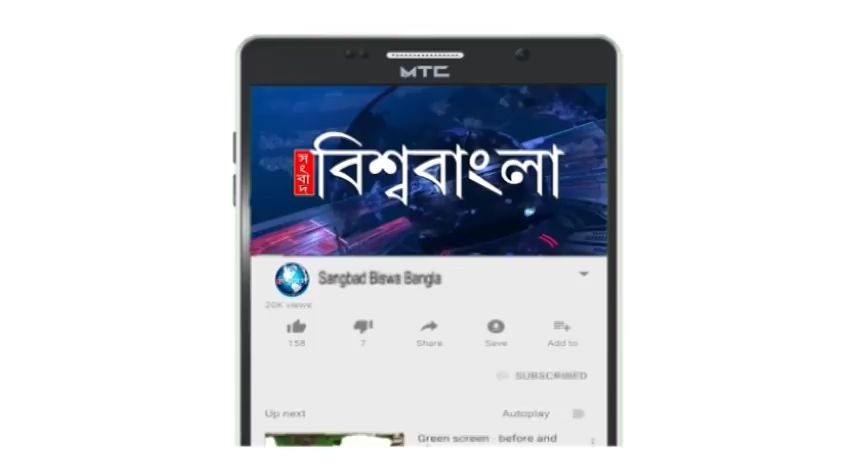 MTC
সংবাদ বিশ্ববাংলা
Sangbad Biswa Bangla
20K views
158 7 Share Save Add to
SUBSCRIBED
Up next Autoplay
Green screen before and